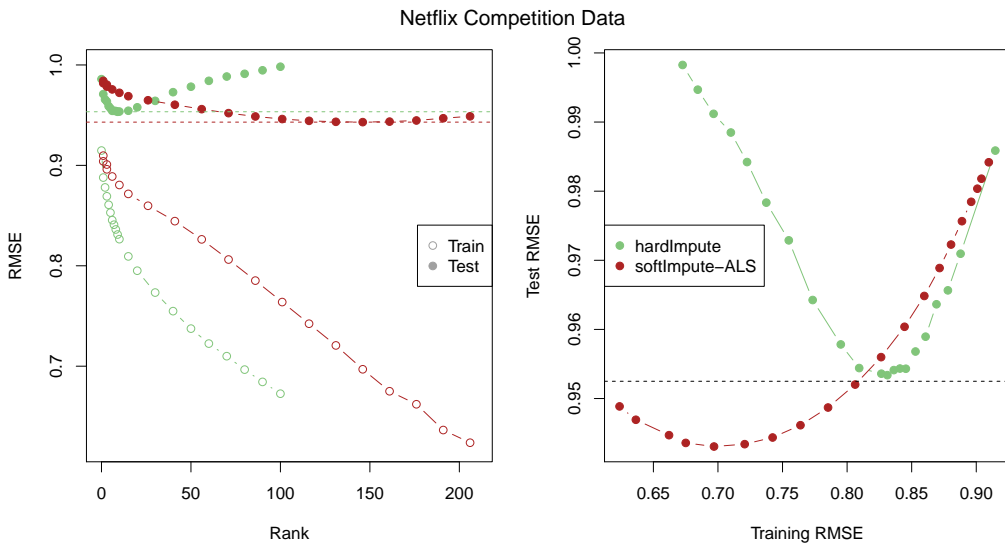 Netflix Competition Data
RMSE
1.0
0.9
0.8
0.7
Train
Test
0 50 100 150 200
Rank
Test RMSE
1.00
0.99
0.98
0.97
0.96
0.95
hardImpute
softImpute−ALS
0.65 0.70 0.75 0.80 0.85 0.90
Training RMSE